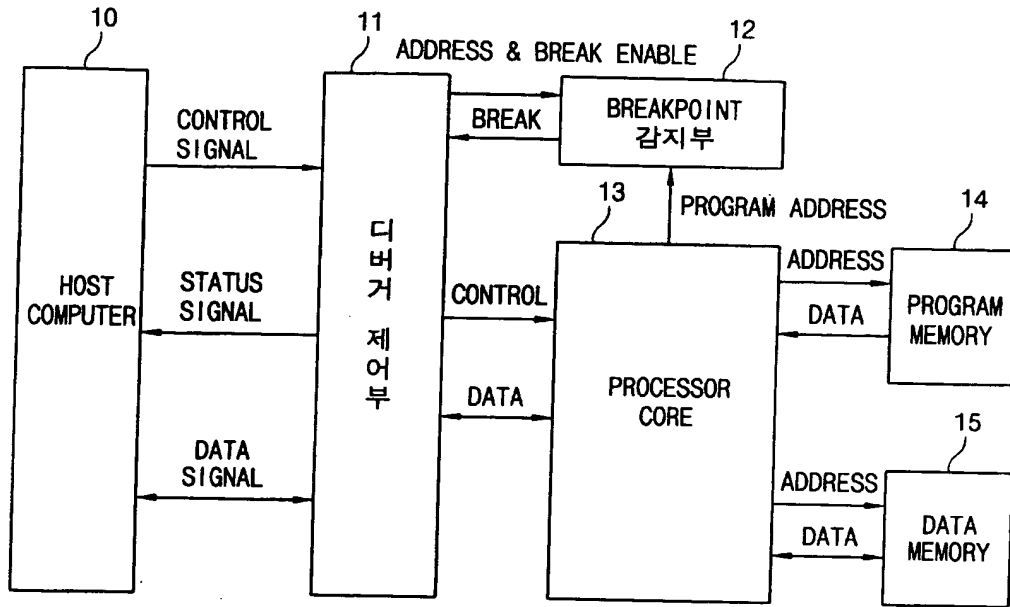 10
11
ADDRESS & BREAK ENABLE
12
CONTROL
SIGNAL
BREAK
BREAKPOINT
감지부
13
PROGRAM ADDRESS
14
HOST
COMPUTER
STATUS
SIGNAL
디버거 제어부
CONTROL
DATA
PROCESSOR
CORE
ADDRESS
DATA
PROGRAM
MEMORY
DATA
SIGNAL
15
ADDRESS
DATA
DATA
MEMORY